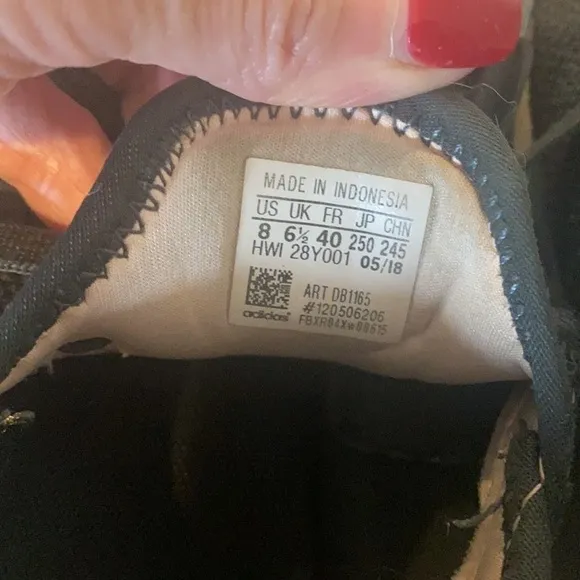 MADE IN INDONESIA
US UK FR JP CHN
8 6½ 40 250 245
HWI 28Y001 05/18
ART DB1165
#120506206
adidas